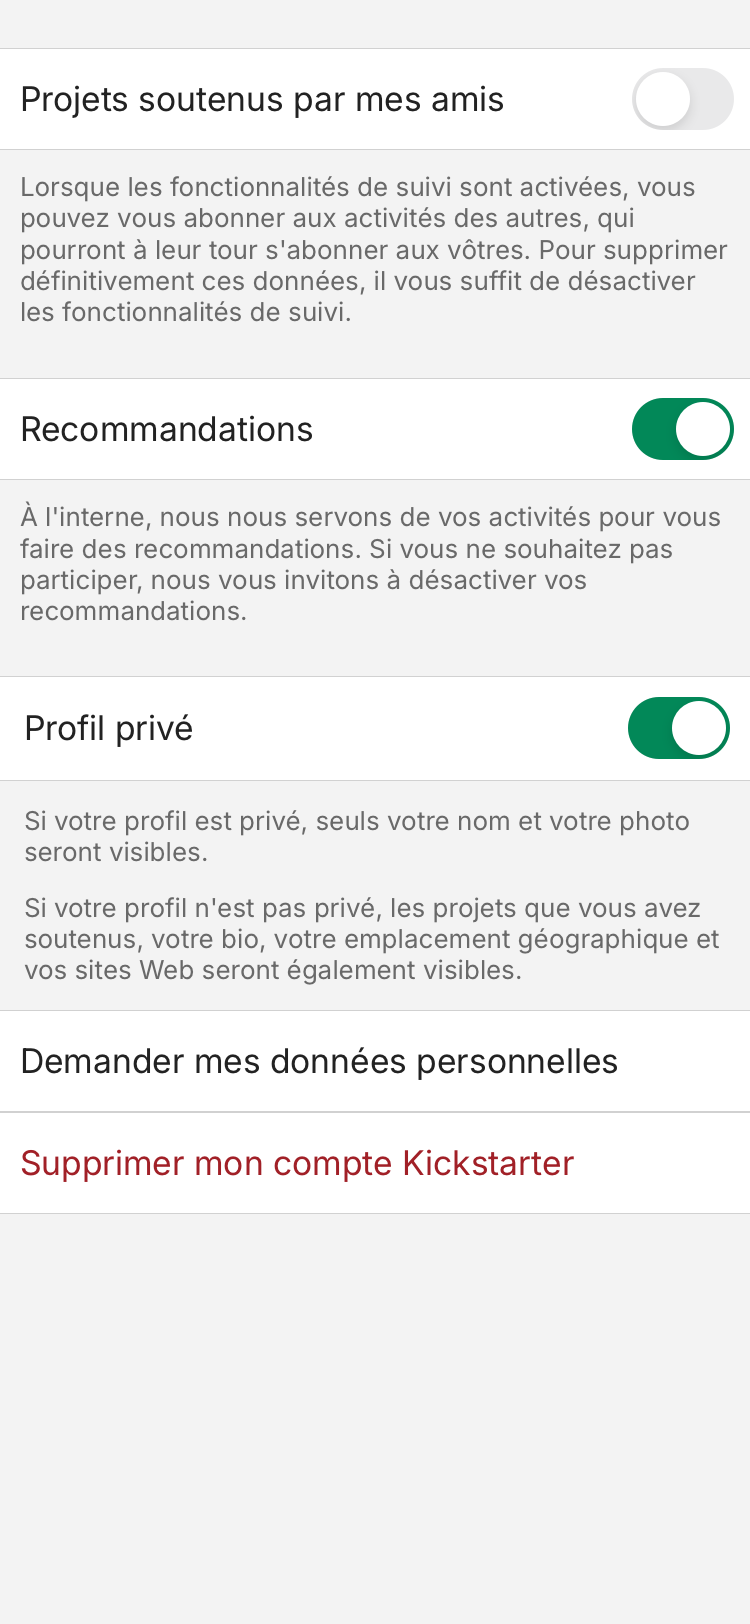 Projets soutenus par mes amis
Lorsque les fonctionnalités de suivi sont activées, vous
pouvez vous abonner aux activités des autres, qui
pourront à leur tour s'abonner aux vôtres. Pour supprimer
définitivement ces données, il vous suffit de désactiver
les fonctionnalités de suivi.
Recommandations
À l'interne, nous nous servons de vos activités pour vous
faire des recommandations. Si vous ne souhaitez pas
participer, nous vous invitons à désactiver vos
recommandations.
Profil privé
Si votre profil est privé, seuls votre nom et votre photo
seront visibles.
Si votre profil n'est pas privé, les projets que vous avez
soutenus, votre bio, votre emplacement géographique et
vos sites Web seront également visibles.
Demander mes données personnelles
Supprimer mon compte Kickstarter